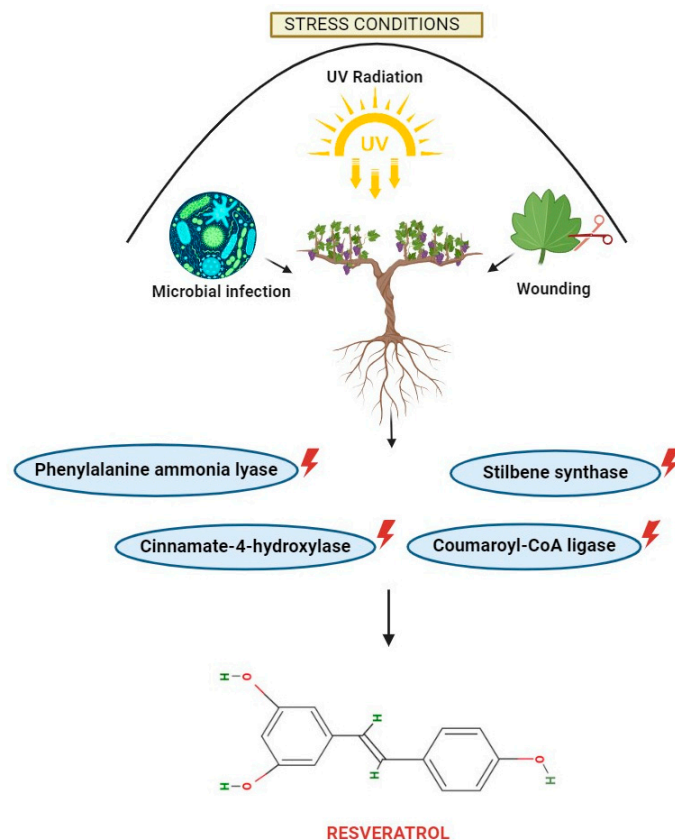 STRESS CONDITIONS
UV Radiation
UV
Microbial infection
Wounding
Phenylalanine ammonia lyase
Stilbene synthase
Cinnamate-4-hydroxylase
Coumaroyl-CoA ligase
H-O
H
H-O
H
O
H
RESVERATROL